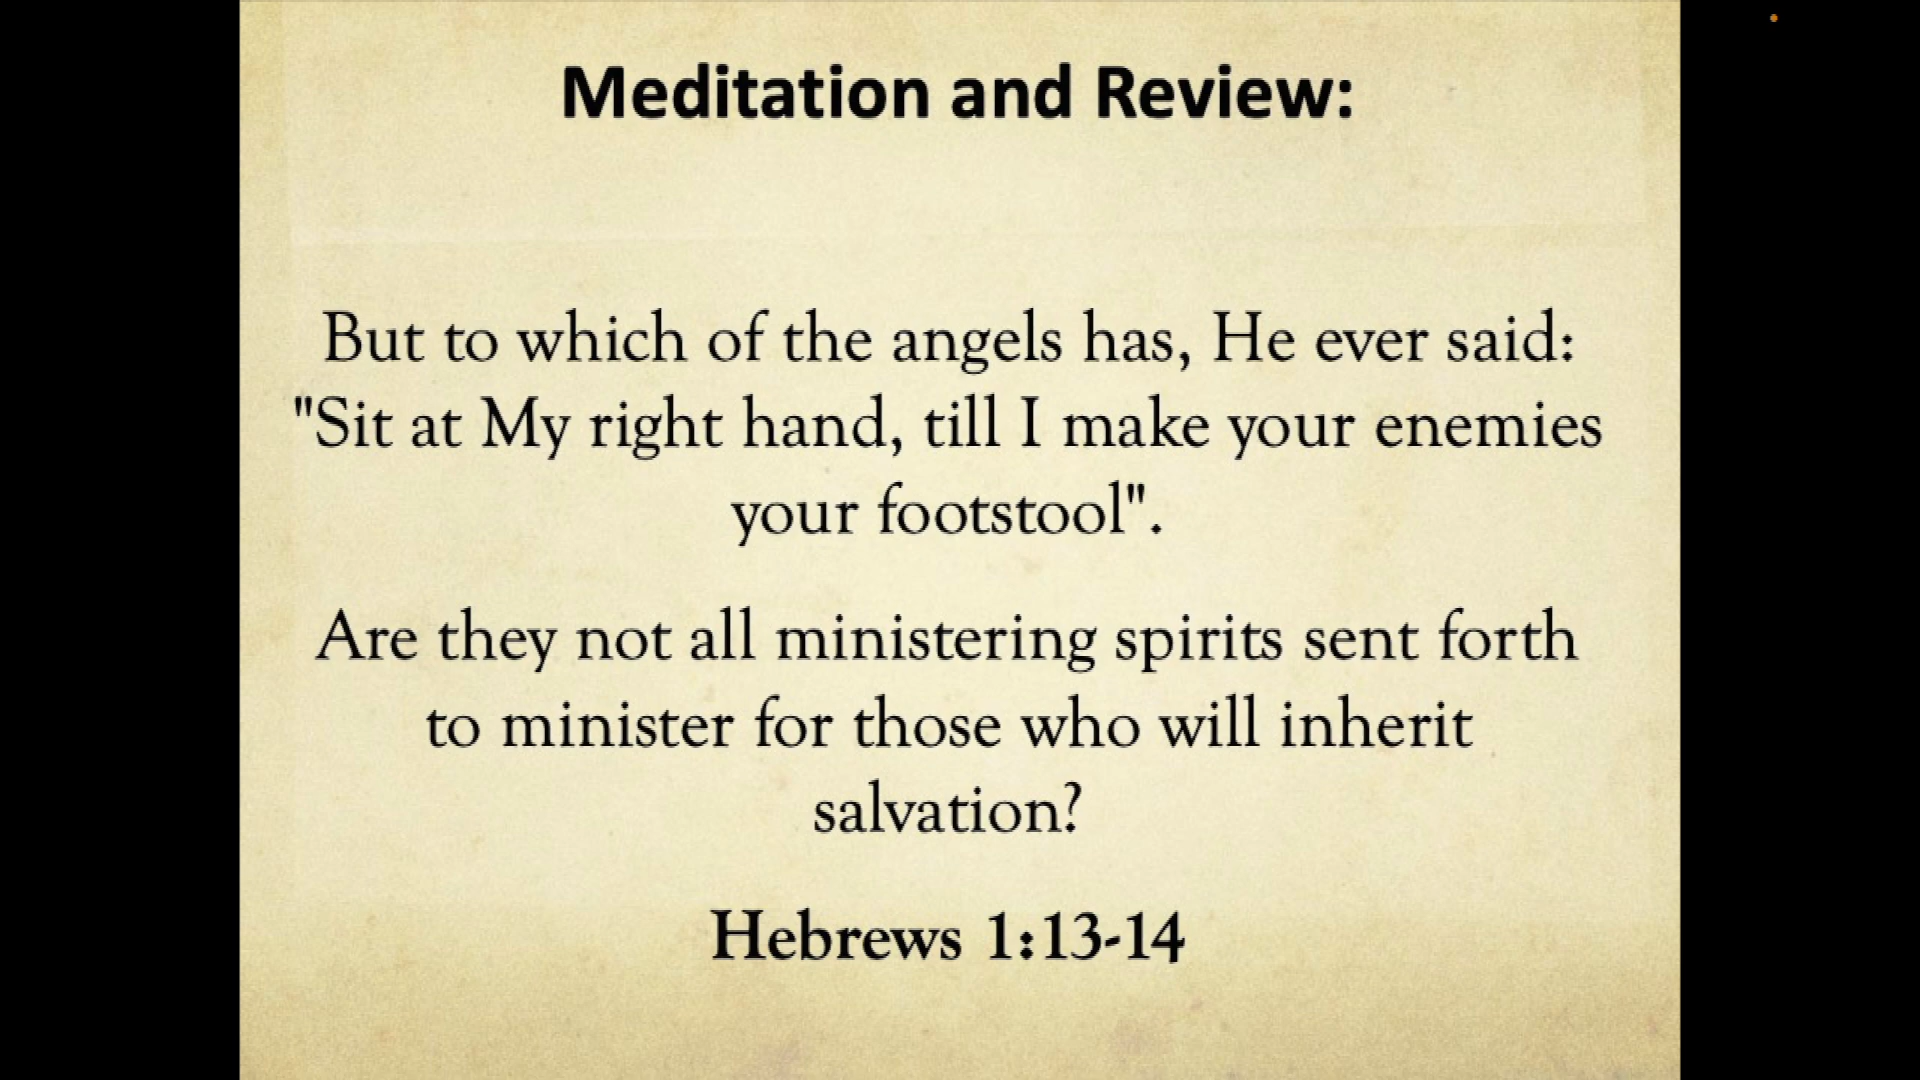 Meditation and Review:
But to which of the angels has, He ever said:
"Sit at My right hand, till I make your enemies
your footstool".
Are they not all ministering spirits sent forth
to minister for those who will inherit
salvation?
Hebrews 1:13-14